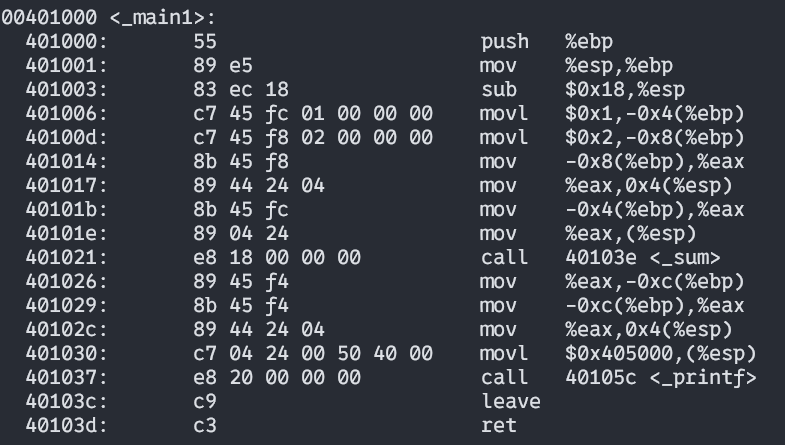 00401000 <_main1>:
401000: 55 push %ebp
401001: 89 e5 mov %esp,%ebp
401003: 83 ec 18 sub $0x18,%esp
401006: c7 45 fc 01 00 00 00 movl $0x1,-0x4(%ebp)
40100d: c7 45 f8 02 00 00 00 movl $0x2,-0x8(%ebp)
401014: 8b 45 f8 mov -0x8(%ebp),%eax
401017: 89 44 24 04 mov %eax,0x4(%esp)
40101b: 8b 45 fc mov -0x4(%ebp),%eax
40101e: 89 04 24 mov %eax,(%esp)
401021: e8 18 00 00 00 call 40103e <_sum>
401026: 89 45 f4 mov %eax,-0xc(%ebp)
401029: 8b 45 f4 mov -0xc(%ebp),%eax
40102c: 89 44 24 04 mov %eax,0x4(%esp)
401030: c7 04 24 00 50 40 00 movl $0x405000,(%esp)
401037: e8 20 00 00 00 call 40105c <_printf>
40103c: c9 leave
40103d: c3 ret